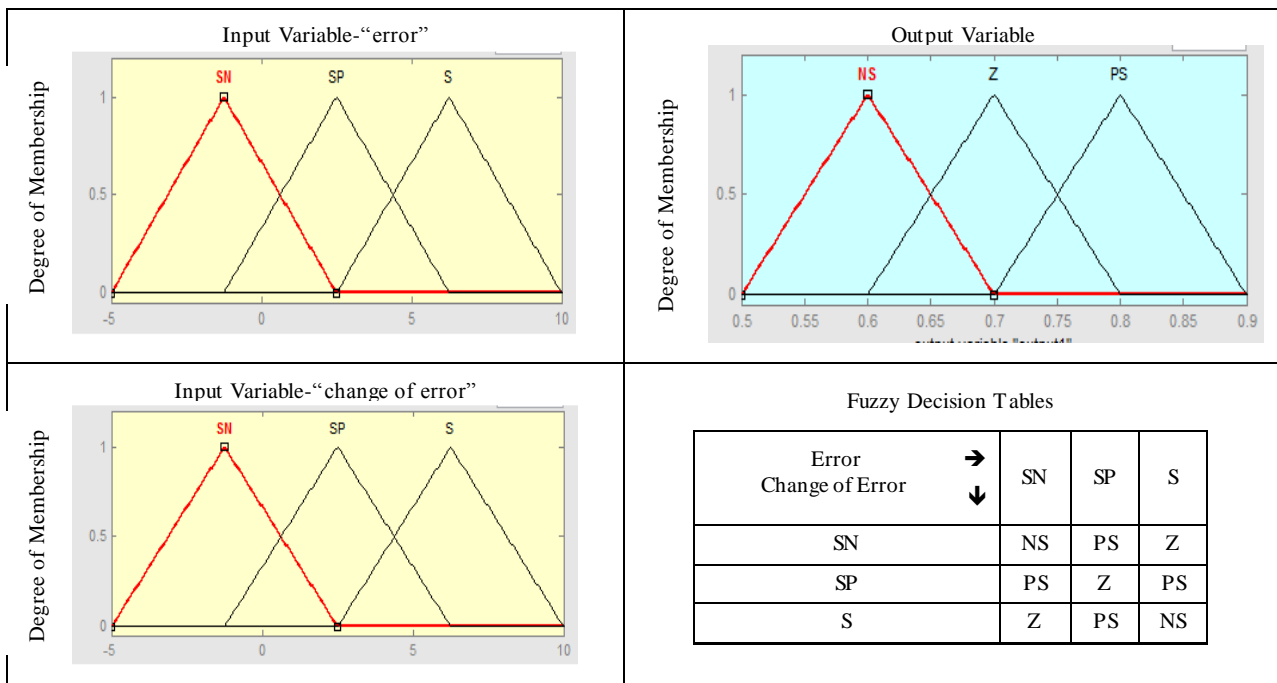 Input Variable-“error”
Degree of Membership
SN SP S
1
0.5
0
-5 0 5 10
Output Variable
Degree of Membership
NS Z PS
1
0.5
0
0.5 0.55 0.6 0.65 0.7 0.75 0.8 0.85 0.9
output variable "output1"
Input Variable-“change of error”
Degree of Membership
SN SP S
1
0.5
0
-5 0 5 10
Fuzzy Decision Tables
Error ➔ SN SP S
Change of Error ↓
SN NS PS Z
SP PS Z PS
S Z PS NS